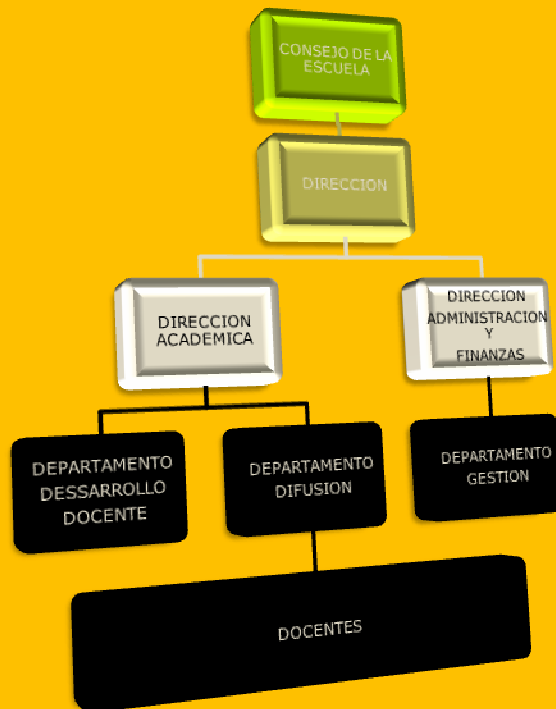 CONSEJO DE LA
ESCUELA
DIRECCION
DIRECCION
ACADEMICA
DIRECCION
ADMINISTRACION
Y
FINANZAS
DEPARTAMENTO
DESSARROLLO
DOCENTE
DEPARTAMENTO
DIFUSION
DEPARTAMENTO
GESTION
DOCENTES